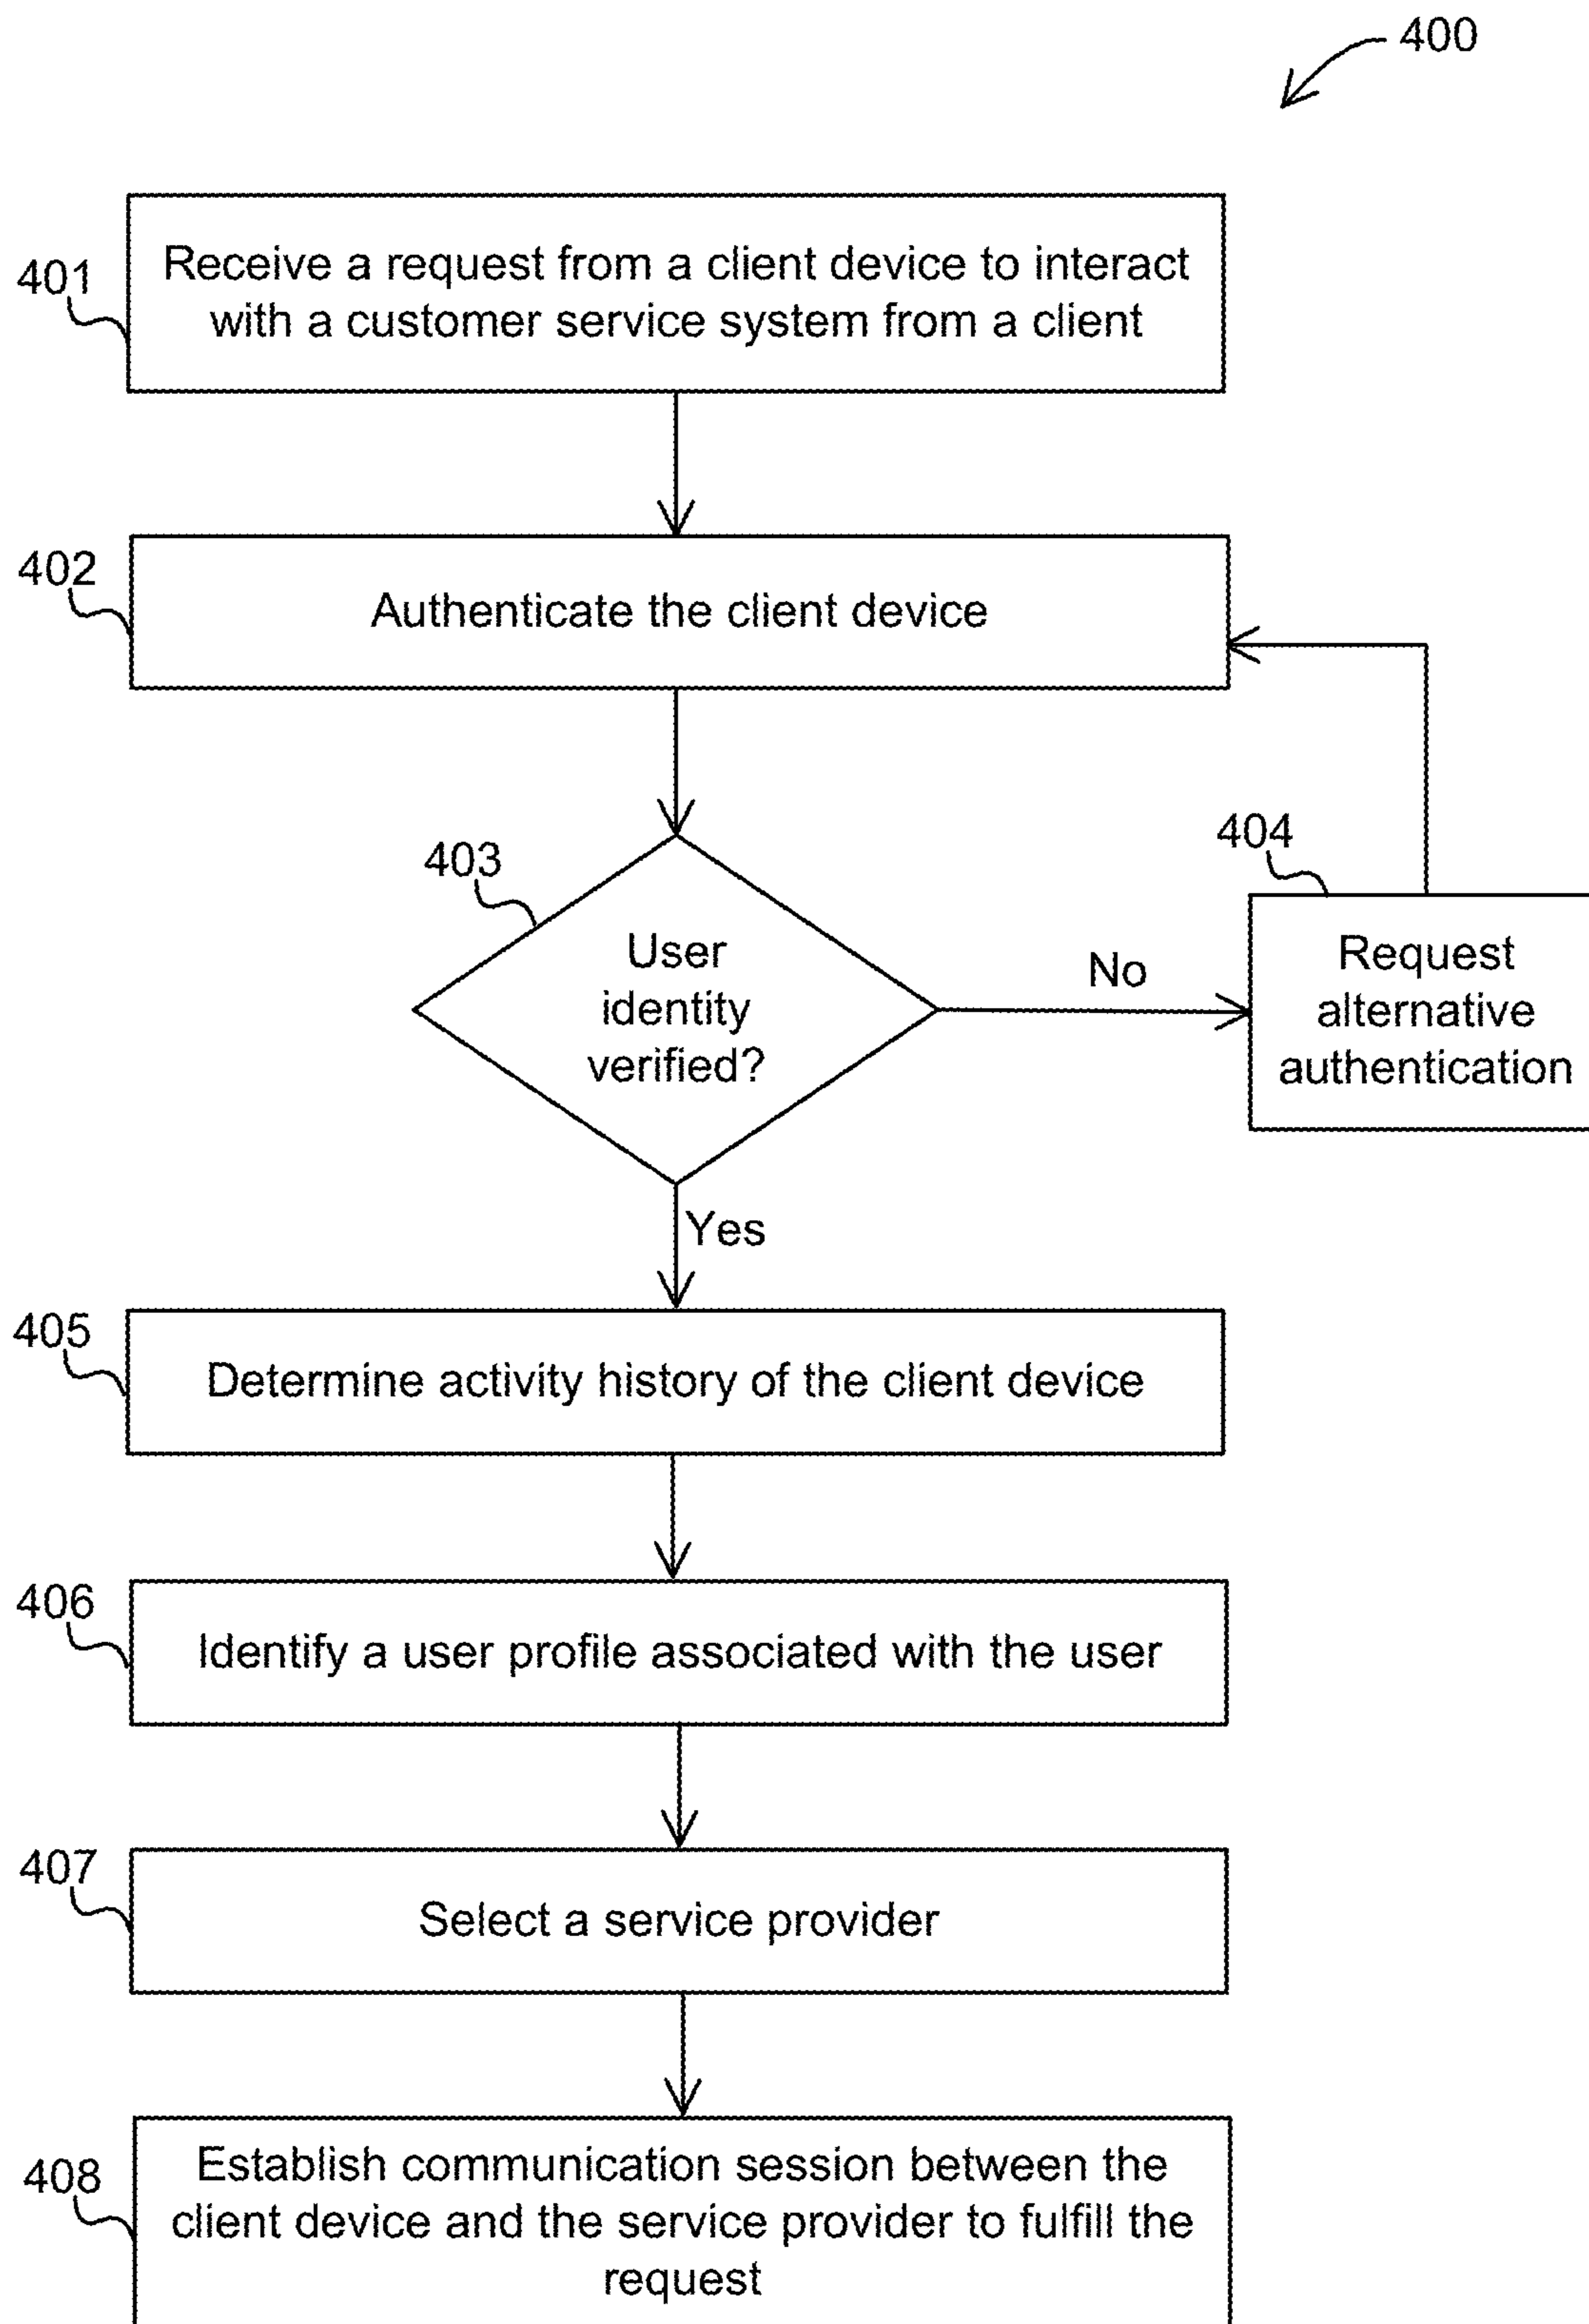 400
401
Receive a request from a client device to interact
with a customer service system from a client
402
Authenticate the client device
403
User
identity
verified?
No
404
Request
alternative
authentication
Yes
405
Determine activity history of the client device
406
Identify a user profile associated with the user
407
Select a service provider
408
Establish communication session between the
client device and the service provider to fulfill the
request